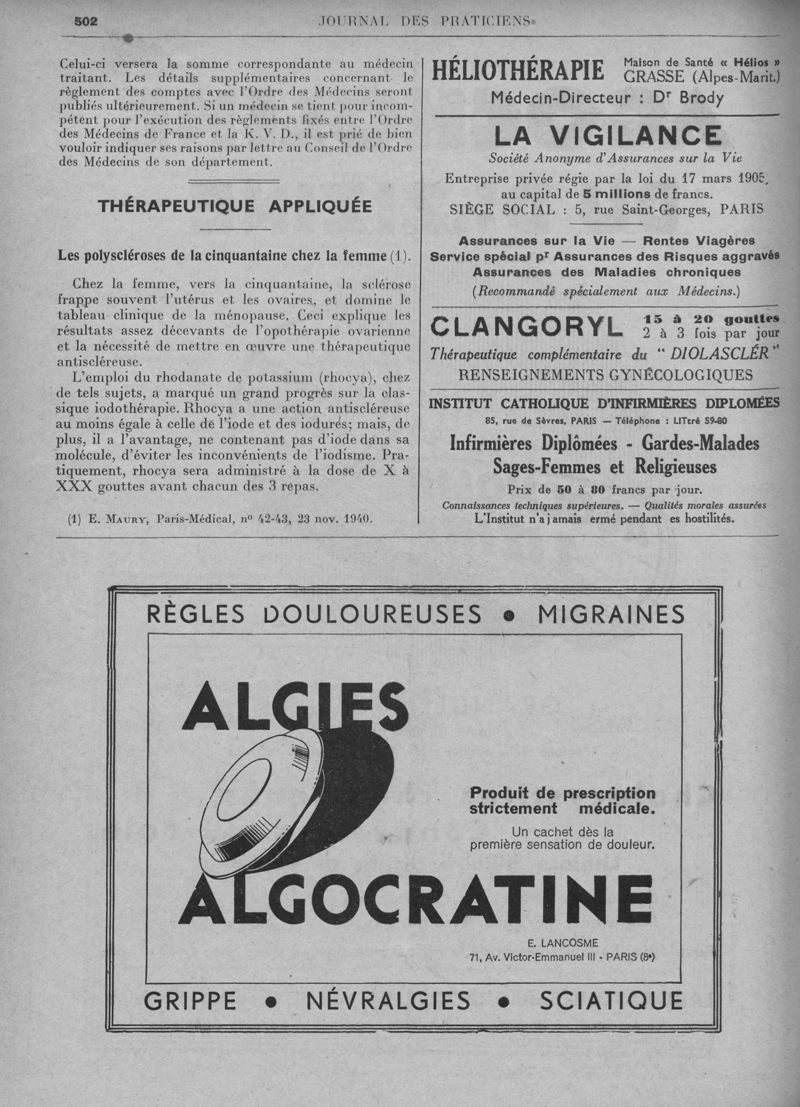 502
JOURNAL DES PRATICIENS
Celui-ci versera la somme correspondante au médecin
traitant. Les détails supplémentaires concernant le
règlement des comptes avec l'Ordre des Médecins seront
publiés ultérieurement. Si un médecin se tient pour incom-
pétent pour l'exécution des règlements fixés entre l'Ordre
des Médecins de France et la K. V. D., il est prié de bien
vouloir indiquer ses raisons par lettre au Conseil de l'Ordre
des Médecins de son département.
THÉRAPEUTIQUE APPLIQUÉE
Les polyscléroses de la cinquantaine chez la femme (1).
Chez la femme, vers la cinquantaine, la sclérose
frappe souvent l'utérus et les ovaires, et domine le
tableau clinique de la ménopause. Ceci explique les
résultats assez décevants de l'opothérapie ovarienne
et la nécessité de mettre en œuvre une thérapeutique
antiscléreuse.
L'emploi du rhodanate de potassium (rhocya), chez
de tels sujets, a marqué un grand progrès sur la clas-
sique iodothérapie. Rhocya a une action antiscléreuse
au moins égale à celle de l'iode et des iodurés; mais, de
plus, il a l'avantage, ne contenant pas d'iode dans sa
molécule, d'éviter les inconvénients de l'iodisme. Pra-
tiquement, rhocya sera administré à la dose de X à
XXX gouttes avant chacun des 3 repas.
(1) E. MAURY, Paris-Médical, nº 42-43, 23 nov. 1940.
HÉLIOTHÉRAPIE
Maison de Santé « Hélios »
GRASSE (Alpes-Marit.)
Médecin-Directeur : Dr Brody
LA VIGILANCE
Société Anonyme d'Assurances sur la Vie
Entreprise privée régie par la loi du 17 mars 1905,
au capital de 5 millions de francs.
SIÈGE SOCIAL : 5, rue Saint-Georges, PARIS
Assurances sur la Vie — Rentes Viagères
Service spécial pr Assurances des Risques aggravés
Assurances des Maladies chroniques
(Recommandé spécialement aux Médecins.)
CLANGORYL
15 à 20 gouttes
2 à 3 fois par jour
Thérapeutique complémentaire du " DIOLASCLÉR "
RENSEIGNEMENTS GYNÉCOLOGIQUES
INSTITUT CATHOLIQUE D'INFIRMIÈRES DIPLOMÉES
85, rue de Sèvres, PARIS — Téléphone : LITtré 59-80
Infirmières Diplômées - Gardes-Malades
Sages-Femmes et Religieuses
Prix de 50 à 80 francs par jour.
Connaissances techniques supérieures. — Qualités morales assurées
L'Institut n'a jamais ermé pendant es hostilités.
RÈGLES DOULOUREUSES • MIGRAINES
ALGIES
Produit de prescription
strictement médicale.
Un cachet dès la
première sensation de douleur.
ALGOCRATINE
E. LANCOSME
71, Av. Victor-Emmanuel III - PARIS (8e)
GRIPPE • NÉVRALGIES • SCIATIQUE